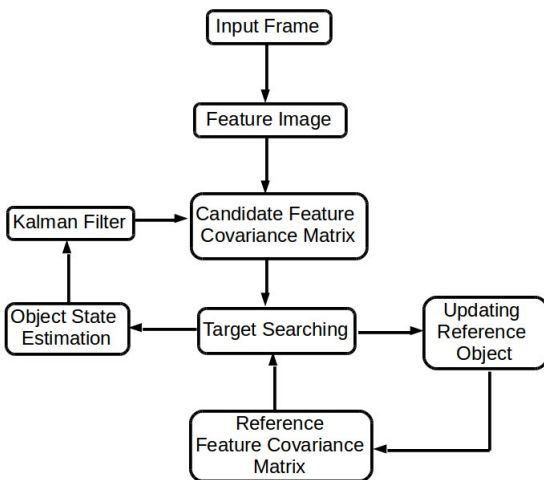 Input Frame
Feature Image
Kalman Filter
Candidate Feature
Covariance Matrix
Object State
Estimation
Target Searching
Updating
Reference
Object
Reference
Feature Covariance
Matrix